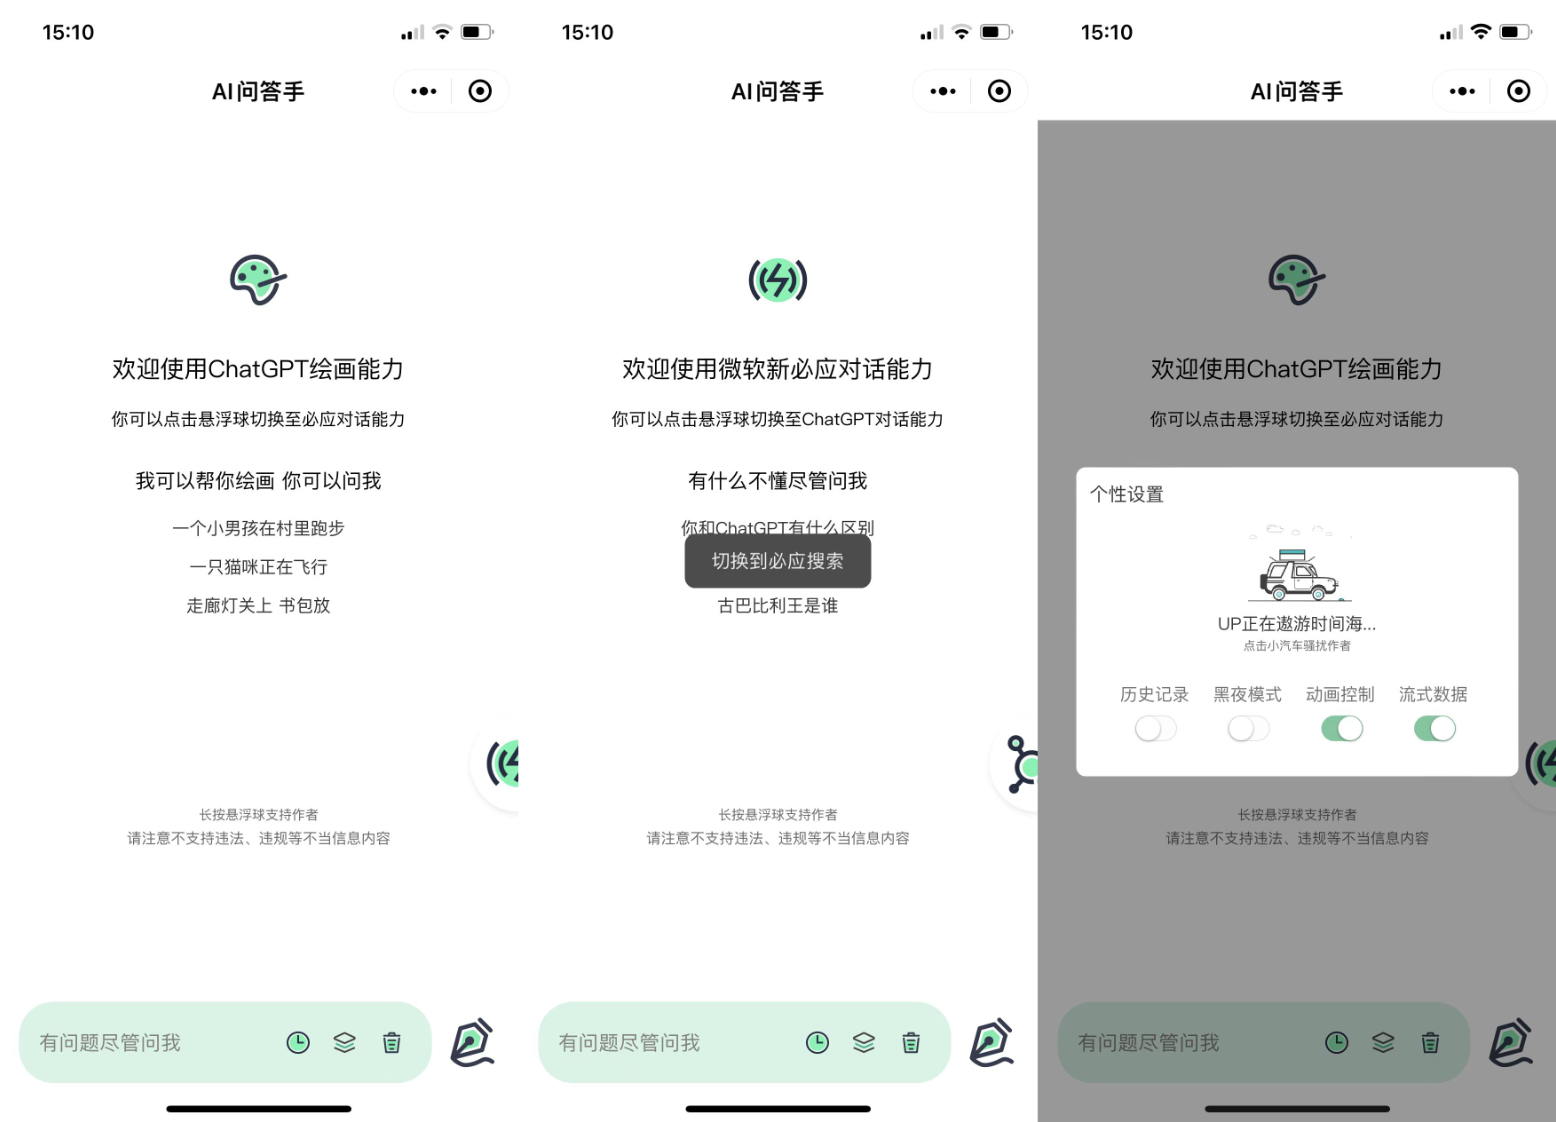 15:10
AI问答手
欢迎使用ChatGPT绘画能力
你可以点击悬浮球切换至必应对话能力
我可以帮你绘画 你可以问我
一个小男孩在村里跑步
一只猫咪正在飞行
走廊灯关上 书包放
长按悬浮球支持作者
请注意不支持违法、违规等不当信息内容
有问题尽管问我
15:10
AI问答手
欢迎使用微软新必应对话能力
你可以点击悬浮球切换至ChatGPT对话能力
有什么不懂尽管问我
你和ChatGPT有什么区别
切换到必应搜索
古巴比利王是谁
长按悬浮球支持作者
请注意不支持违法、违规等不当信息内容
有问题尽管问我
15:10
AI问答手
欢迎使用ChatGPT绘画能力
你可以点击悬浮球切换至必应对话能力
个性设置
UP正在遨游时间海...
点击小汽车骚扰作者
历史记录 黑夜模式 动画控制 流式数据
长按悬浮球支持作者
请注意不支持违法、违规等不当信息内容
有问题尽管问我